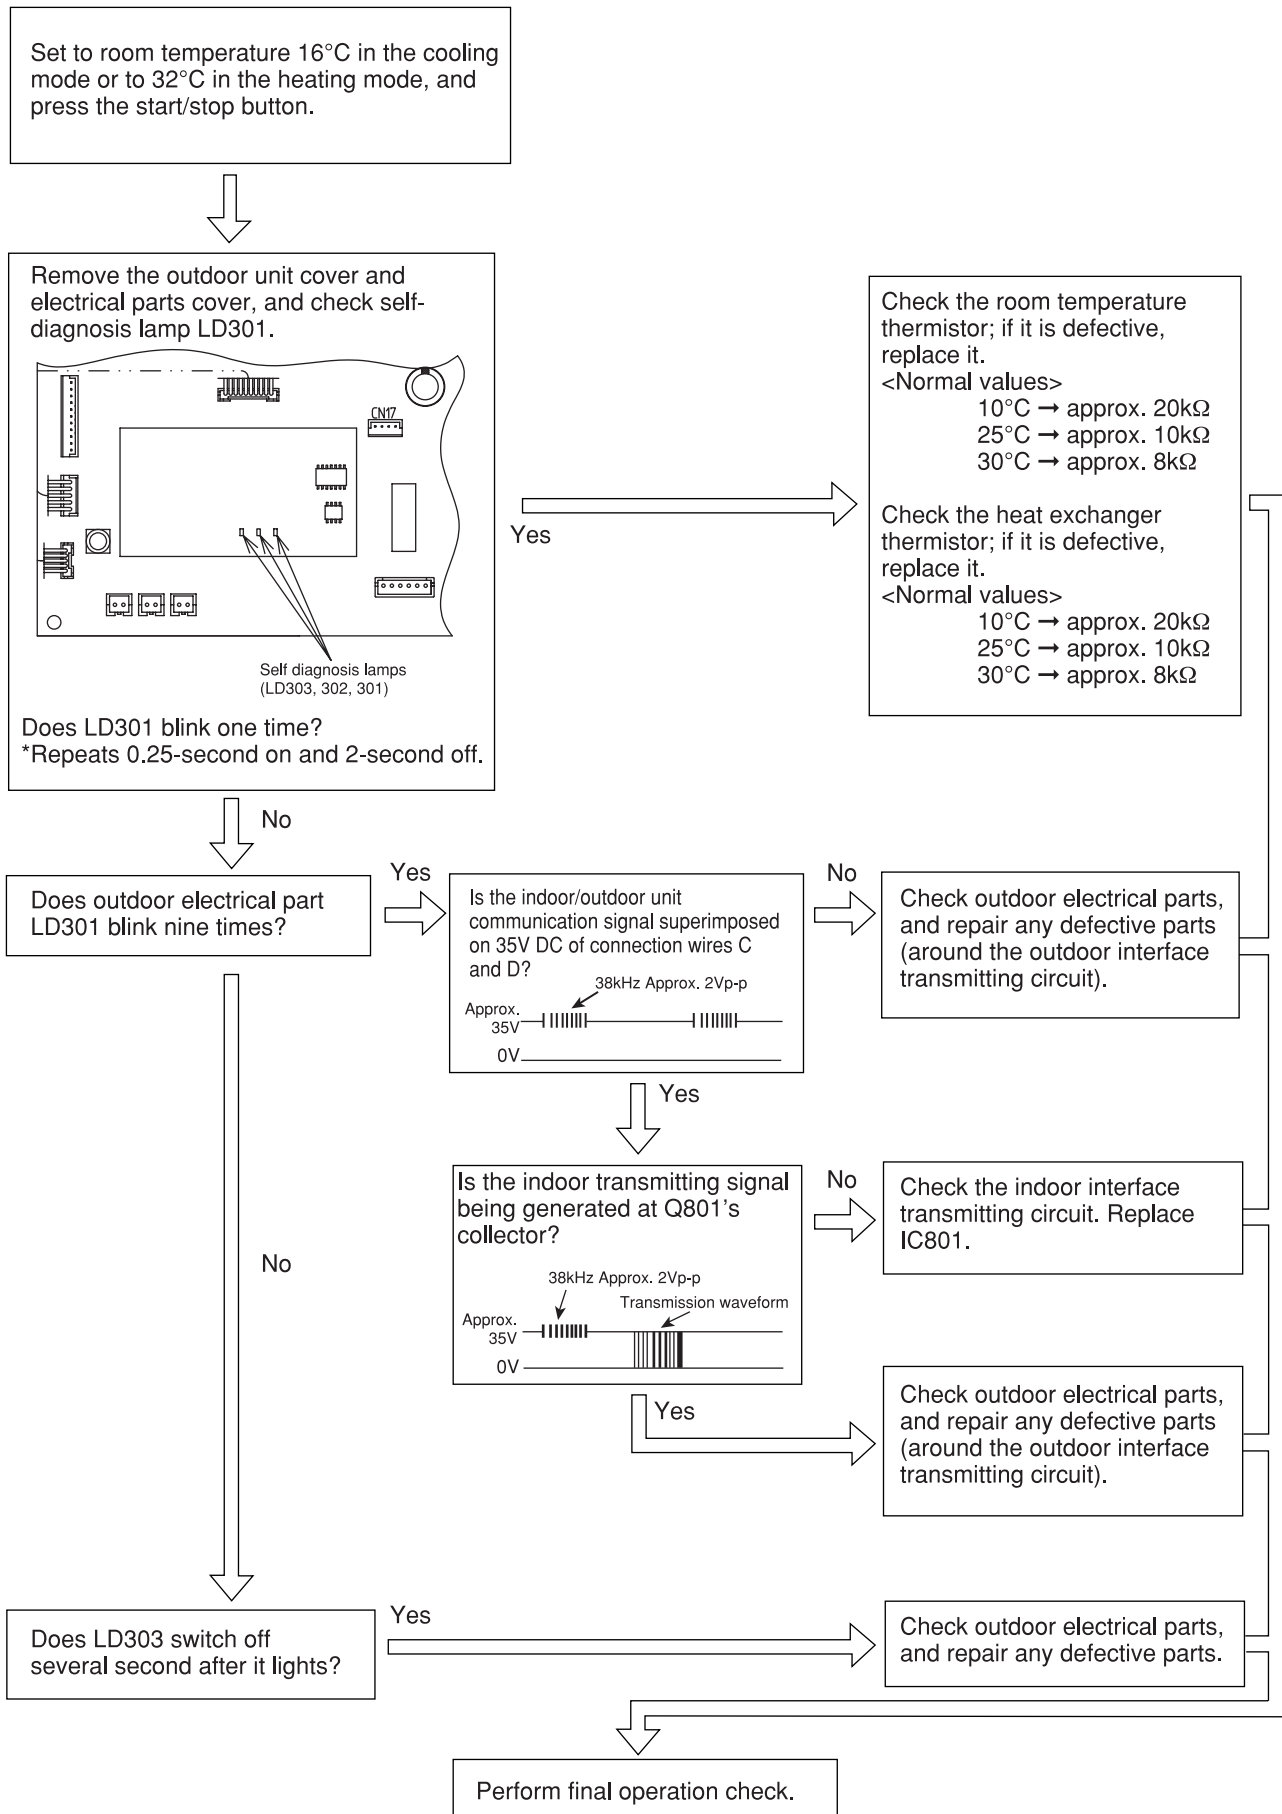 Set to room temperature 16°C in the cooling
mode or to 32°C in the heating mode, and
press the start/stop button.
Remove the outdoor unit cover and
electrical parts cover, and check self-
diagnosis lamp LD301.
CN17
Self diagnosis lamps
(LD303, 302, 301)
Does LD301 blink one time?
*Repeats 0.25-second on and 2-second off.
Yes
Check the room temperature
thermistor; if it is defective,
replace it.
<Normal values>
10°C → approx. 20kΩ
25°C → approx. 10kΩ
30°C → approx. 8kΩ
Check the heat exchanger
thermistor; if it is defective,
replace it.
<Normal values>
10°C → approx. 20kΩ
25°C → approx. 10kΩ
30°C → approx. 8kΩ
No
Does outdoor electrical part
LD301 blink nine times?
Yes
Is the indoor/outdoor unit
communication signal superimposed
on 35V DC of connection wires C
and D?
38kHz Approx. 2Vp-p
Approx.
35V
0V
No
Check outdoor electrical parts,
and repair any defective parts
(around the outdoor interface
transmitting circuit).
Yes
Is the indoor transmitting signal
being generated at Q801's
collector?
38kHz Approx. 2Vp-p
Transmission waveform
Approx.
35V
0V
No
Check the indoor interface
transmitting circuit. Replace
IC801.
No
Yes
Check outdoor electrical parts,
and repair any defective parts
(around the outdoor interface
transmitting circuit).
Does LD303 switch off
several second after it lights?
Yes
Check outdoor electrical parts,
and repair any defective parts.
Perform final operation check.